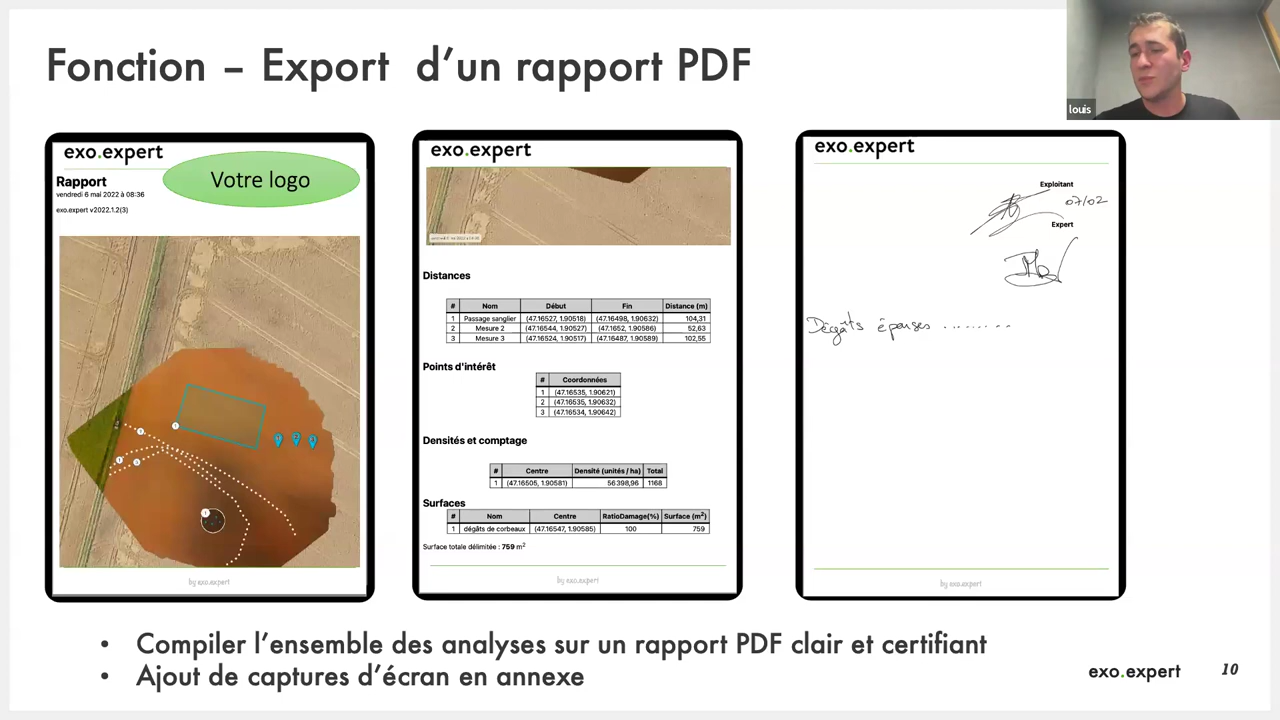 Fonction – Export d'un rapport PDF
louis
exo.expert
Votre logo
Rapport
vendredi 6 mai 2022 à 08:36
exo.expert v2022.1.2(3)
1
2
3
by exo.expert
exo.expert
Distances
# Nom Début Fin Distance (m)
1 Passage sanglier (47.16527, 1.90518) (47.16498, 1.90632) 104,31
2 Mesure 2 (47.16544, 1.90527) (47.1652, 1.90586) 52,63
3 Mesure 3 (47.16524, 1.90517) (47.16487, 1.90589) 102,55
Points d'intérêt
# Coordonnées
1 (47.16535, 1.90621)
2 (47.16535, 1.90632)
3 (47.16534, 1.90642)
Densités et comptage
# Centre Densité (unités / ha) Total
1 (47.16505, 1.90581) 56 398,96 1168
Surfaces
# Nom Centre RatioDamage(%) Surface (m²)
1 dégâts de corbeaux (47.16547, 1.90585) 100 759
Surface totale délimitée : 759 m²
by exo.expert
exo.expert
Exploitant
07/02
Expert
Dégâts éparses .........
by exo.expert
• Compiler l'ensemble des analyses sur un rapport PDF clair et certifiant
• Ajout de captures d'écran en annexe
exo.expert
10